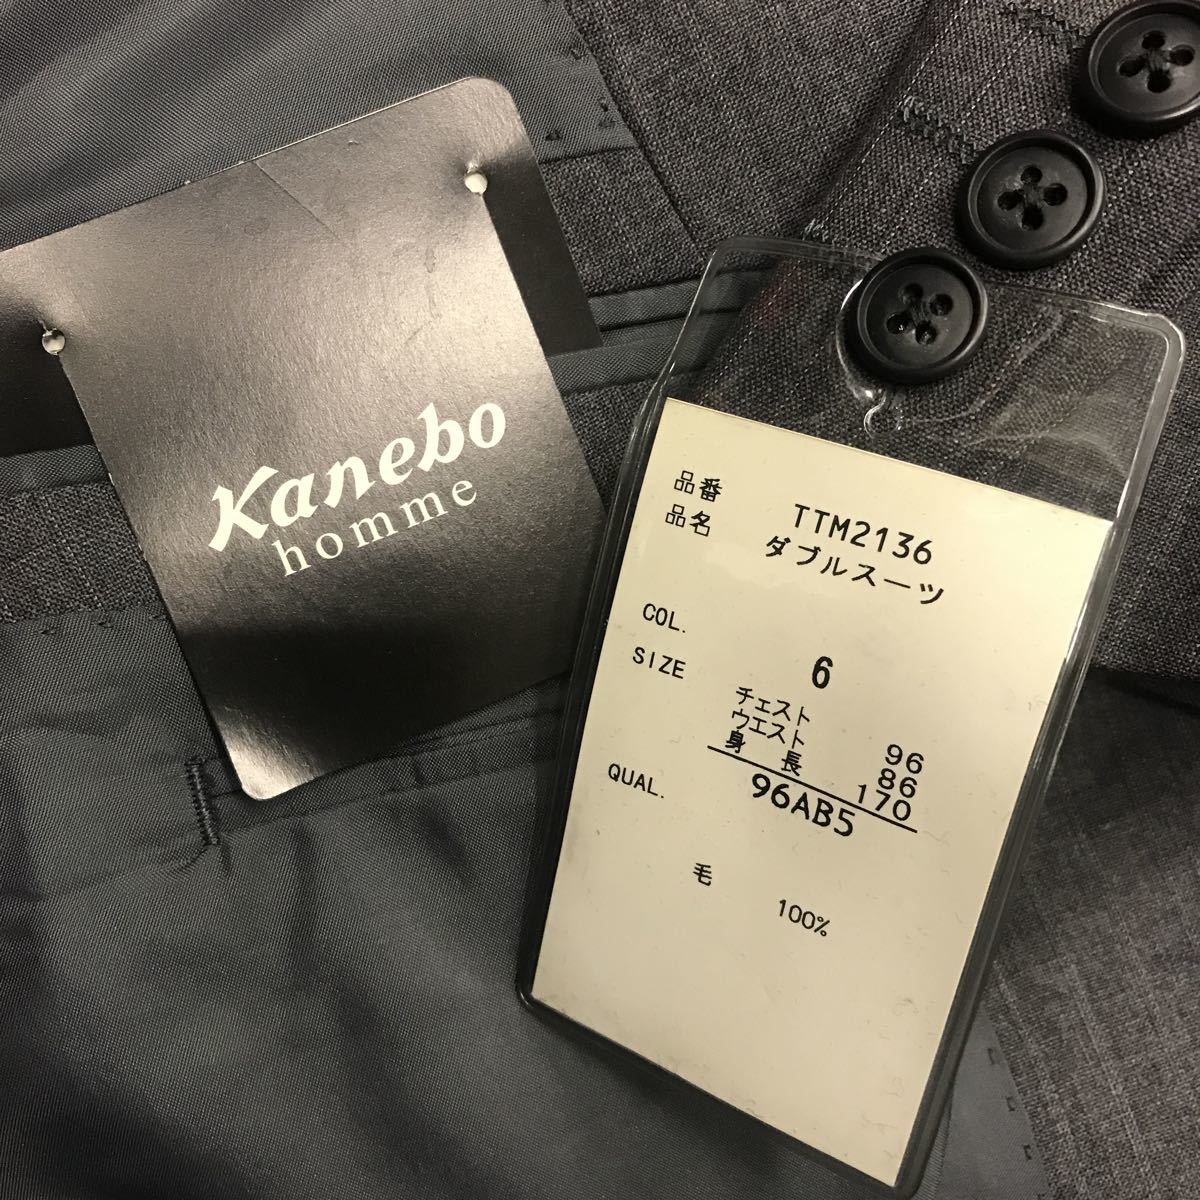 Kanebo
homme
品番 TTM2136
品名 ダブルスーツ
COL. 6
SIZE チェスト 96
ウエスト 86
身長 170
96AB5
QUAL.
毛 100%